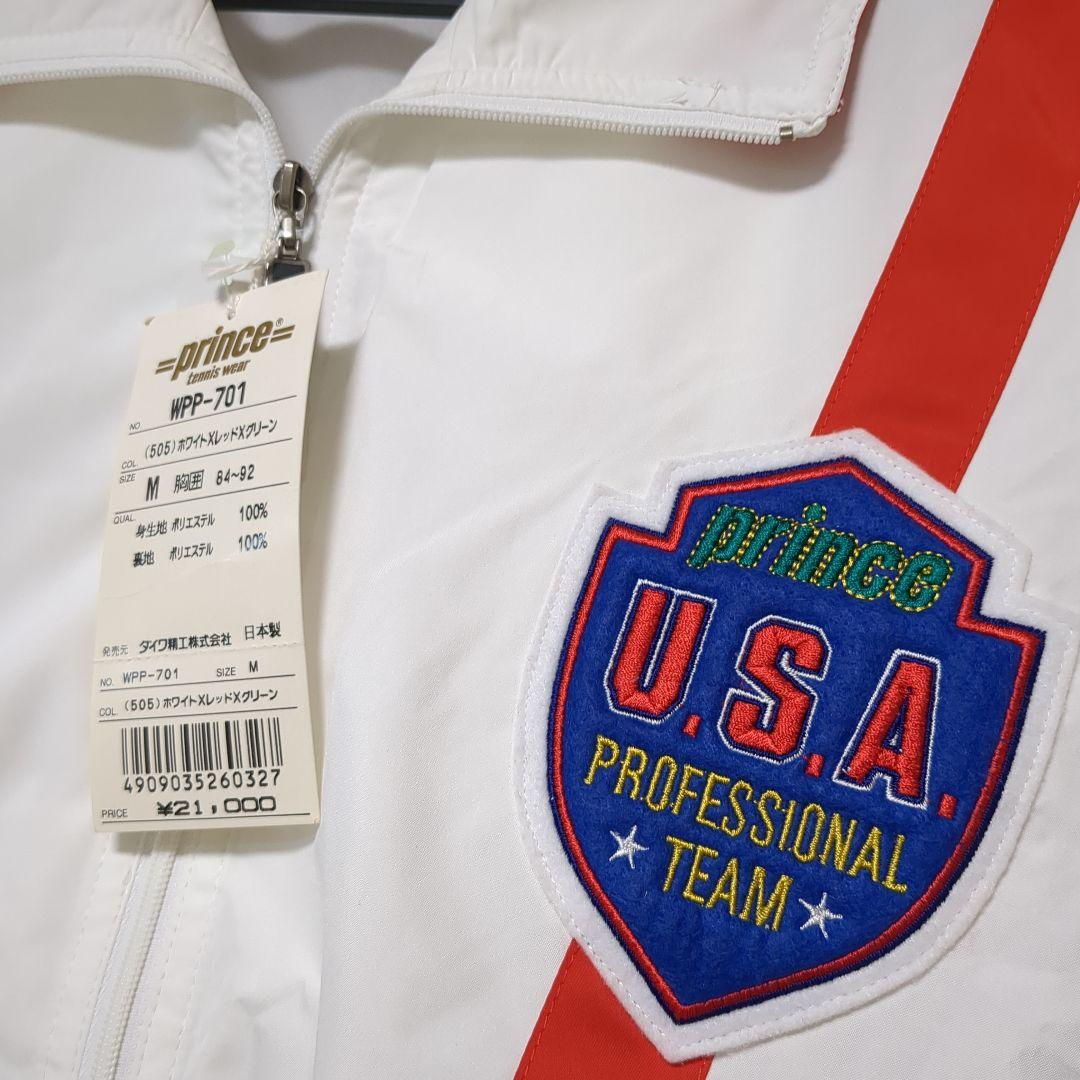 =prince=®
tennis wear
NO WPP-701
COL. (505)ホワイトXレッドXグリーン
SIZE M 胸囲 84~92
QUAL. 身生地 ポリエステル 100%
裏地 ポリエステル 100%
発売元 ダイワ精工株式会社 日本製
NO. WPP-701 SIZE M
COL. (505)ホワイトXレッドXグリーン
4909035260327
PRICE ¥21,000
prince
U.S.A.
PROFESSIONAL
TEAM